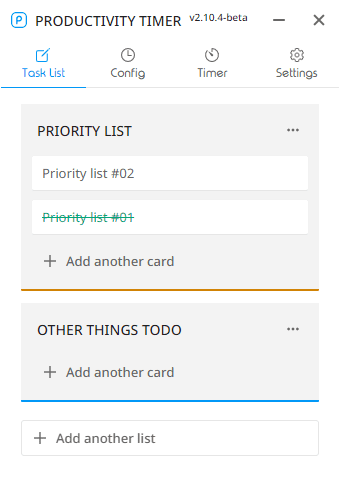 PRODUCTIVITY TIMER v2.10.4-beta
Task List Config Timer Settings
PRIORITY LIST
Priority list #02
Priority list #01
Add another card
OTHER THINGS TODO
Add another card
Add another list